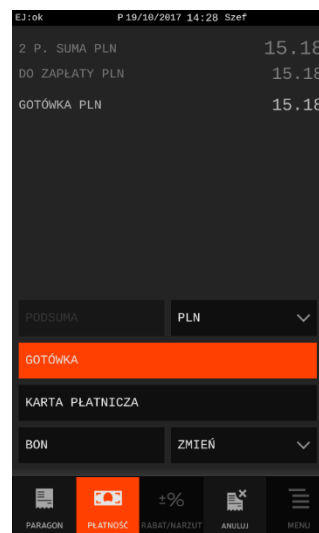 EJ:ok P 19/10/2017 14:28 Szef
2 P. SUMA PLN 15.18
DO ZAPŁATY PLN 15.18
GOTÓWKA PLN 15.18
PODSUMA PLN
GOTÓWKA
KARTA PŁATNICZA
BON ZMIEŃ
±%
PARAGON PŁATNOŚĆ RABAT/NARZUT ANULUJ MENU